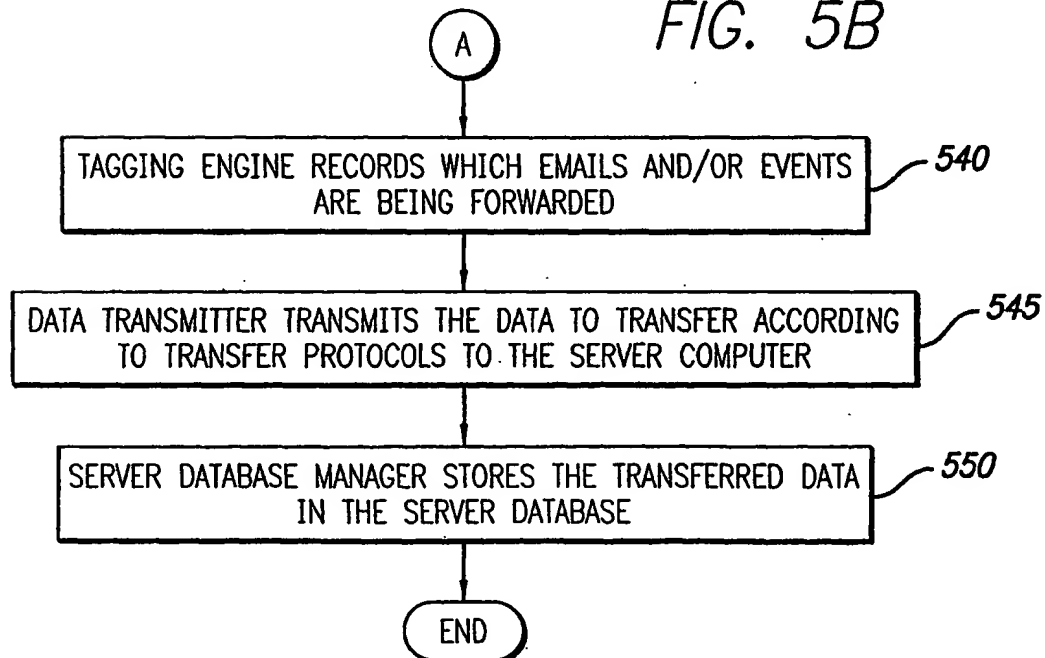 FIG. 5B
A
TAGGING ENGINE RECORDS WHICH EMAILS AND/OR EVENTS
ARE BEING FORWARDED
540
DATA TRANSMITTER TRANSMITS THE DATA TO TRANSFER ACCORDING
TO TRANSFER PROTOCOLS TO THE SERVER COMPUTER
545
SERVER DATABASE MANAGER STORES THE TRANSFERRED DATA
IN THE SERVER DATABASE
550
END